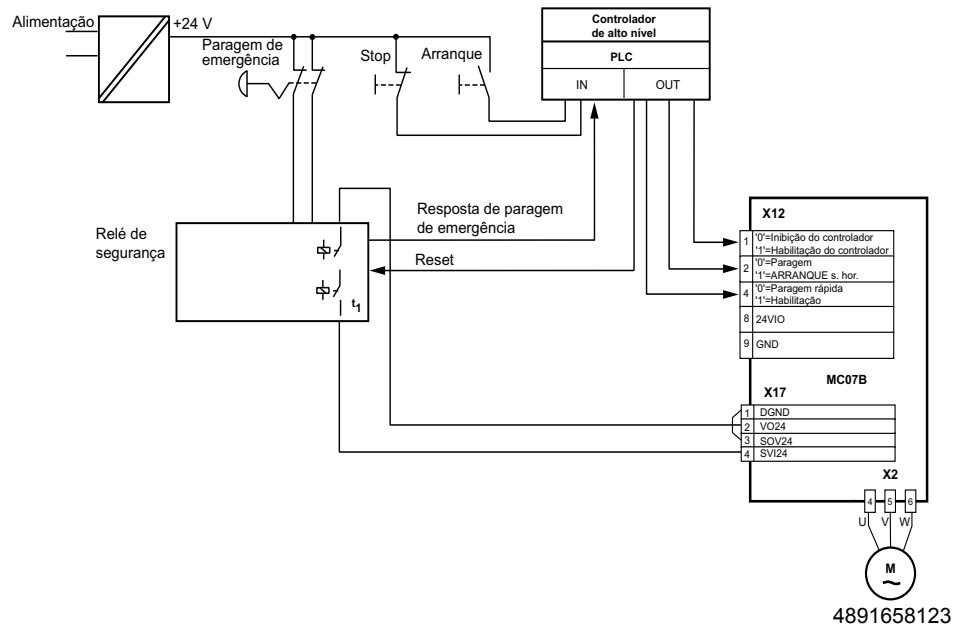 Alimentação
+24 V
Paragem de
emergência
Stop
Arranque
Controlador
de alto nível
PLC
IN
OUT
Relé de
segurança
t1
Resposta de paragem
de emergência
Reset
X12
1
'0'=Inibição do controlador
'1'=Habilitação do controlador
2
'0'=Paragem
'1'=ARRANQUE s. hor.
4
'0'=Paragem rápida
'1'=Habilitação
8 24VIO
9 GND
MC07B
X17
1 DGND
2 VO24
3 SOV24
4 SVI24
X2
4 5 6
U V W
M
~
4891658123